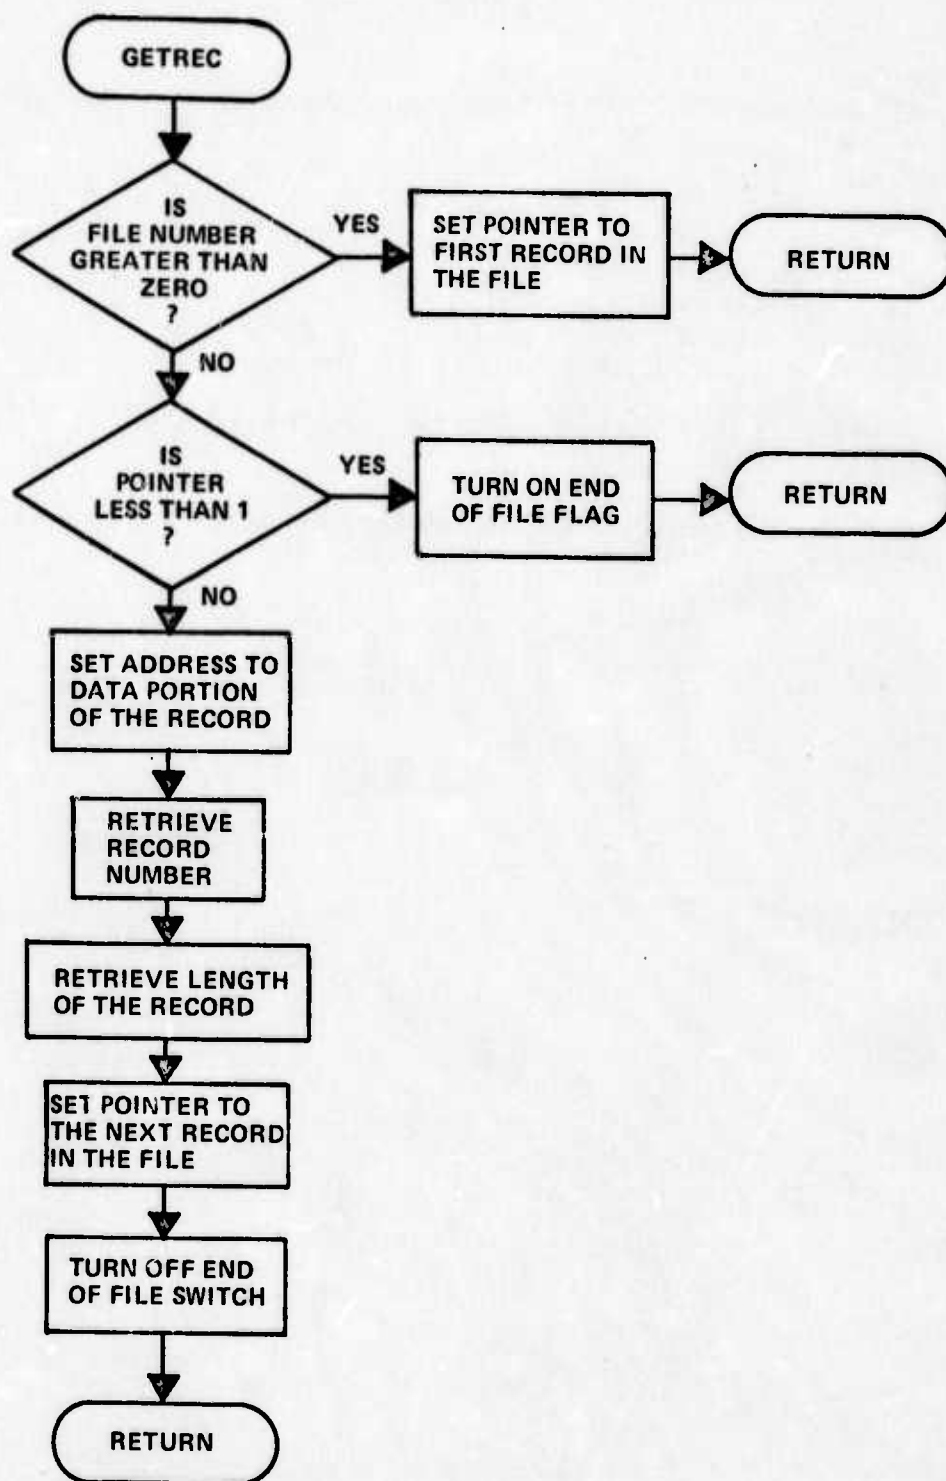 GETREC
IS
FILE NUMBER
GREATER THAN
ZERO
?
YES
SET POINTER TO
FIRST RECORD IN
THE FILE
RETURN
NO
IS
POINTER
LESS THAN 1
?
YES
TURN ON END
OF FILE FLAG
RETURN
NO
SET ADDRESS TO
DATA PORTION
OF THE RECORD
RETRIEVE
RECORD
NUMBER
RETRIEVE LENGTH
OF THE RECORD
SET POINTER TO
THE NEXT RECORD
IN THE FILE
TURN OFF END
OF FILE SWITCH
RETURN